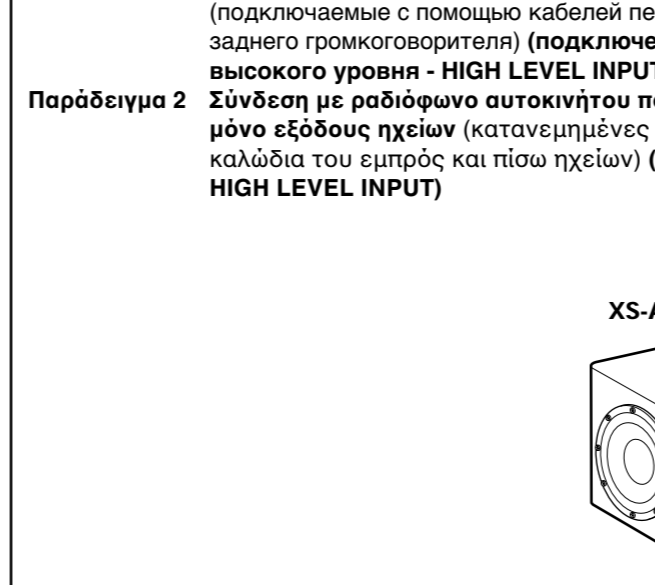 (подключаемые с помощью кабелей пе
заднего громкоговорителя) (подключе
высокого уровня - HIGH LEVEL INPUT
Παράδειγμα 2 Σύνδεση με ραδιόφωνο αυτοκινήτου π
μόνο εξόδους ηχείων (κατανεμημένες
καλώδια του εμπρός και πίσω ηχείων) (
HIGH LEVEL INPUT)
XS-A